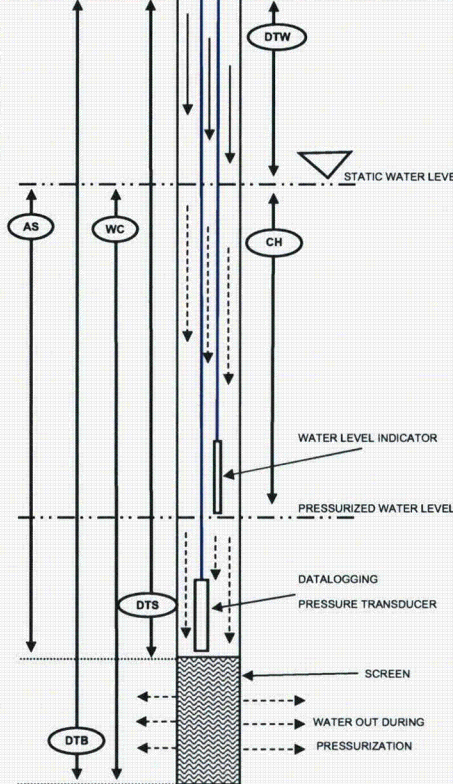 DTW
STATIC WATER LEVE
AS
WC
CH
WATER LEVEL INDICATOR
PRESSURIZED WATER LEVEL
DATALOGGING
PRESSURE TRANSDUCER
DTS
SCREEN
WATER OUT DURING
PRESSURIZATION
DTB